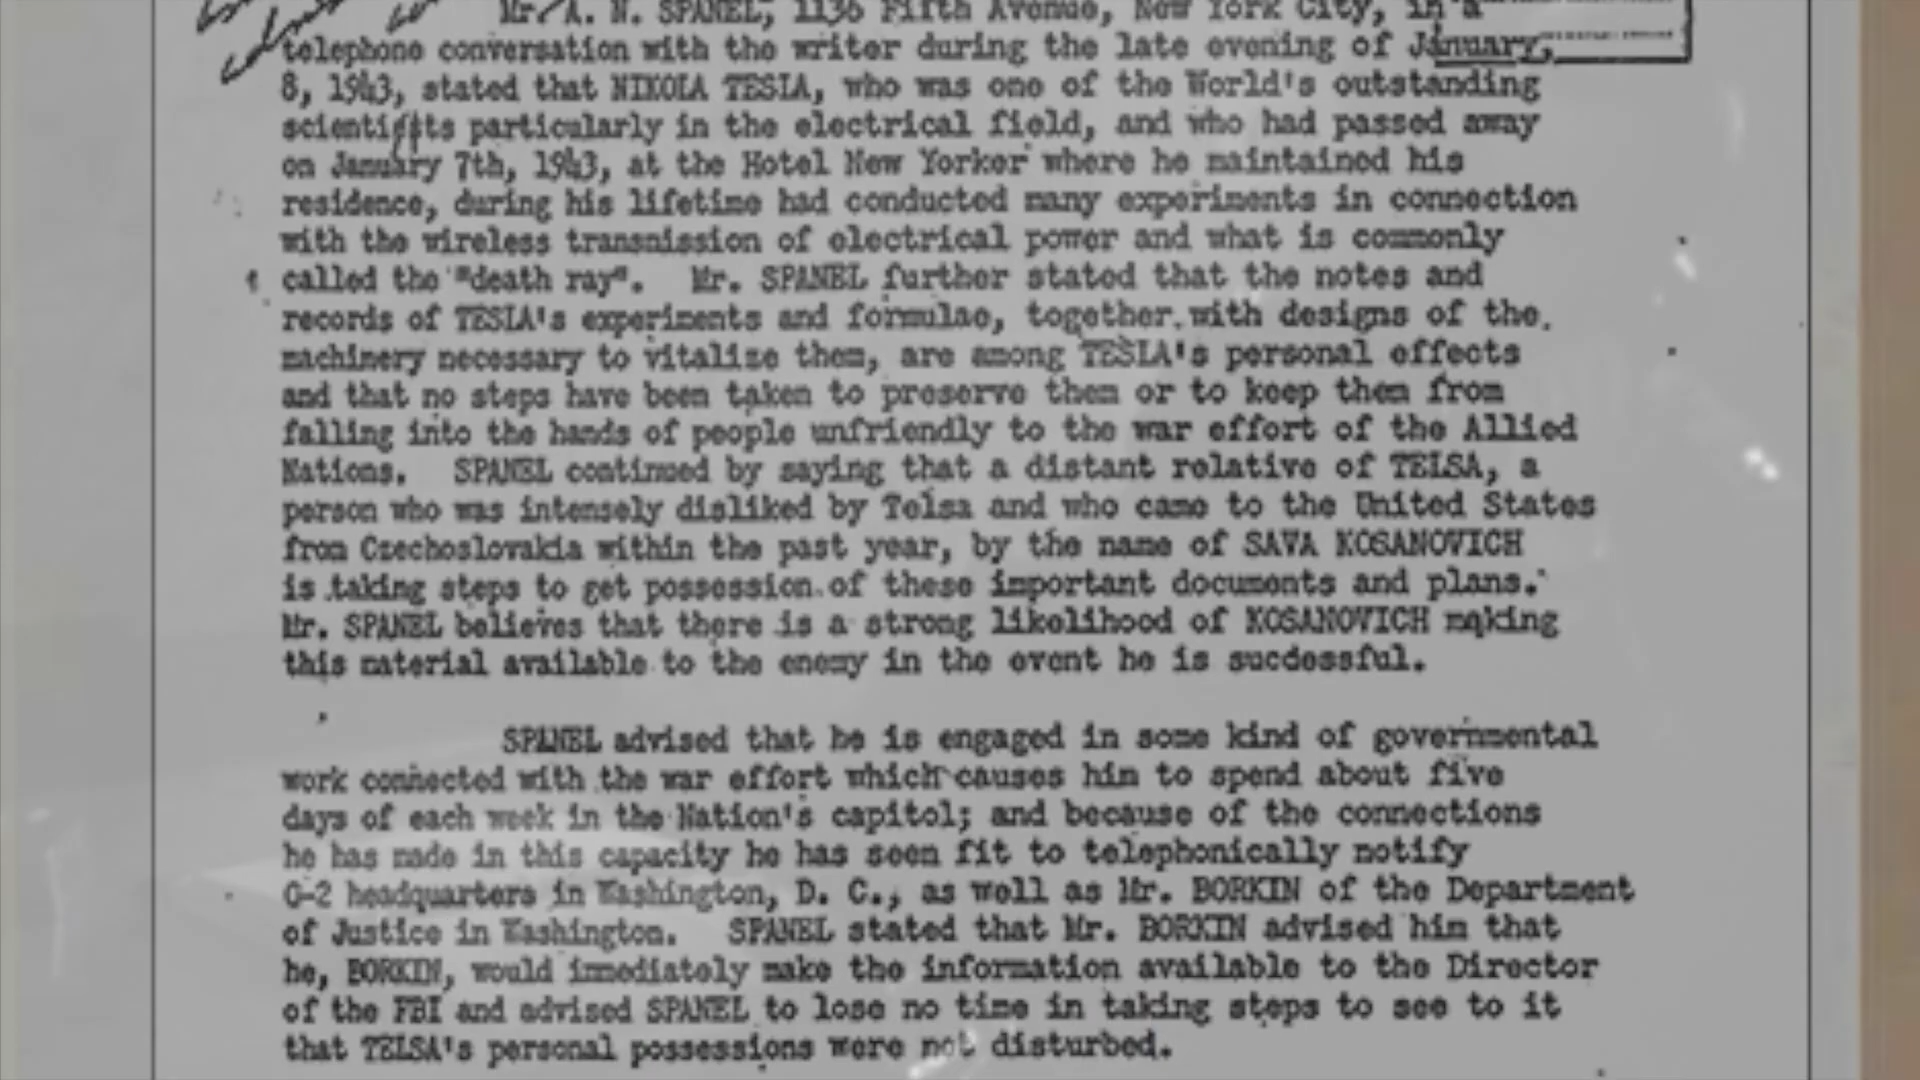 Mr. A. N. SPANEL, 1136 Fifth Avenue, New York City, in a
telephone conversation with the writer during the late evening of January,
8, 1943, stated that NIKOLA TESLA, who was one of the World's outstanding
scientists particularly in the electrical field, and who had passed away
on January 7th, 1943, at the Hotel New Yorker where he maintained his
residence, during his lifetime had conducted many experiments in connection
with the wireless transmission of electrical power and what is commonly
called the "death ray". Mr. SPANEL further stated that the notes and
records of TESLA's experiments and formulae, together with designs of the
machinery necessary to vitalize them, are among TESLA's personal effects
and that no steps have been taken to preserve them or to keep them from
falling into the hands of people unfriendly to the war effort of the Allied
Nations. SPANEL continued by saying that a distant relative of TELSA, a
person who was intensely disliked by Telsa and who came to the United States
from Czechoslovakia within the past year, by the name of SAVA KOSANOVICH
is taking steps to get possession of these important documents and plans.
Mr. SPANEL believes that there is a strong likelihood of KOSANOVICH making
this material available to the enemy in the event he is sucdessful.
SPANEL advised that he is engaged in some kind of governmental
work connected with the war effort which causes him to spend about five
days of each week in the Nation's capitol; and because of the connections
he has made in this capacity he has seen fit to telephonically notify
G-2 headquarters in Washington, D. C., as well as Mr. BORKIN of the Department
of Justice in Washington. SPANEL stated that Mr. BORKIN advised him that
he, BORKIN, would immediately make the information available to the Director
of the FBI and advised SPANEL to lose no time in taking steps to see to it
that TELSA's personal possessions were not disturbed.